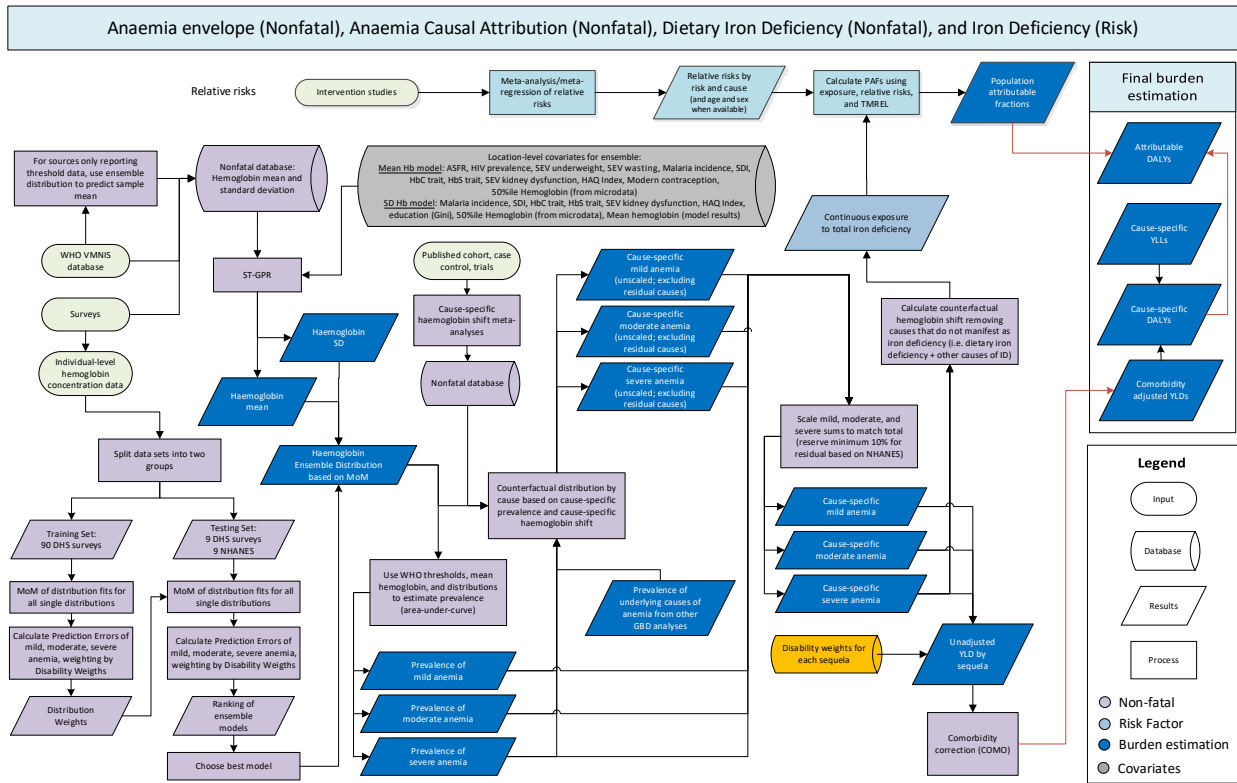 Anaemia envelope (Nonfatal), Anaemia Causal Attribution (Nonfatal), Dietary Iron Deficiency (Nonfatal), and Iron Deficiency (Risk)
Relative risks
Intervention studies
Meta-analysis/meta-
regression of relative
risks
Relative risks by
risk and cause
(and age and sex
when available)
Calculate PAFs using
exposure, relative risks,
and TMREL
Population
attributable
fractions
Final burden
estimation
Attributable
DALYs
Cause-specific
YLLs
Cause-specific
DALYs
Comorbidity
adjusted YLDs
For sources only reporting
threshold data, use
ensemble distribution to
predict sample
mean
Nonfatal database:
Hemoglobin mean and
standard deviation
Location-level covariates for ensemble:
Mean Hb model: ASFR, HIV prevalence, SEV underweight, SEV wasting, Malaria incidence, SDI,
HbC trait, HbS trait, SEV kidney dysfunction, HAQ Index, Modern contraception,
50%ile Hemoglobin (from microdata)
SD Hb model: Malaria incidence, SDI, HbC trait, HbS trait, SEV kidney dysfunction, HAQ Index,
education (Gini), 50%ile Hemoglobin (from microdata), Mean hemoglobin (model results)
Continuous exposure
to total iron deficiency
WHO VMNIS
database
ST-GPR
Published cohort, case
control, trials
Surveys
Individual-level
hemoglobin
concentration data
Haemoglobin
SD
Haemoglobin
mean
Cause-specific
haemoglobin shift meta-
analyses
Nonfatal database
Cause-specific
mild anemia
(unscaled; excluding
residual causes)
Cause-specific
moderate anemia
(unscaled; excluding
residual causes)
Cause-specific
severe anemia
(unscaled; excluding
residual causes)
Calculate counterfactual
hemoglobin shift removing
causes that do not manifest as
iron deficiency (i.e. dietary iron
deficiency + other causes of ID)
Scale mild, moderate, and
severe sums to match total
(reserve minimum 10% for
residual based on NHANES)
Split data sets into two
groups
Haemoglobin
Ensemble Distribution
based on MoM
Counterfactual distribution by
cause based on cause-specific
prevalence and cause-specific
haemoglobin shift
Training Set:
90 DHS surveys
Testing Set:
9 DHS surveys
9 NHANES
MoM of distribution fits for
all single distributions
MoM of distribution fits for all
single distributions
Calculate Prediction Errors of
mild, moderate, severe
anemia, weighting by
Disability Weigths
Calculate Prediction Errors of
mild, moderate, severe anemia,
weighting by Disability Weigths
Distribution
Weights
Ranking of
ensemble
models
Choose best model
Use WHO thresholds, mean
hemoglobin, and distributions
to estimate prevalence
(area-under-curve)
Prevalence of
underlying causes of
anemia from other
GBD analyses
Prevalence of
mild anemia
Prevalence of
moderate anemia
Prevalence of
severe anemia
Cause-specific
mild anemia
Cause-specific
moderate anemia
Cause-specific
severe anemia
Disability weights for
each sequela
Unadjusted
YLD by
sequela
Comorbidity
correction (COMO)
Legend
Input
Database
Results
Process
Non-fatal
Risk Factor
Burden estimation
Covariates